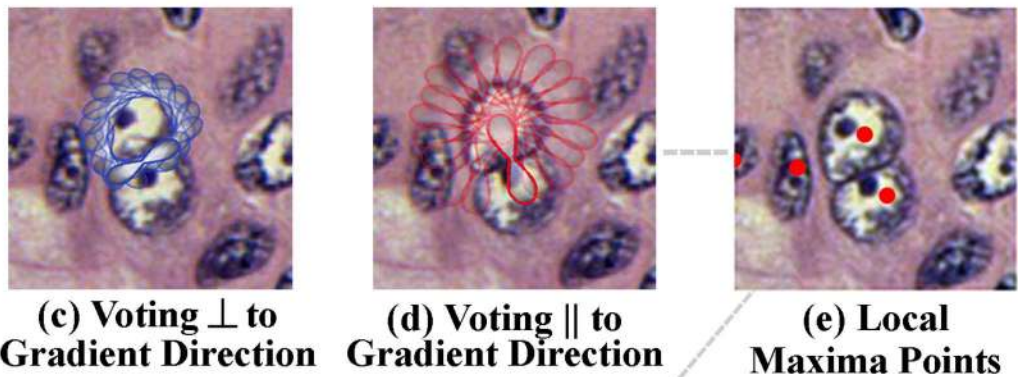 (c) Voting ⊥ to
Gradient Direction
(d) Voting ∥ to
Gradient Direction
(e) Local
Maxima Points